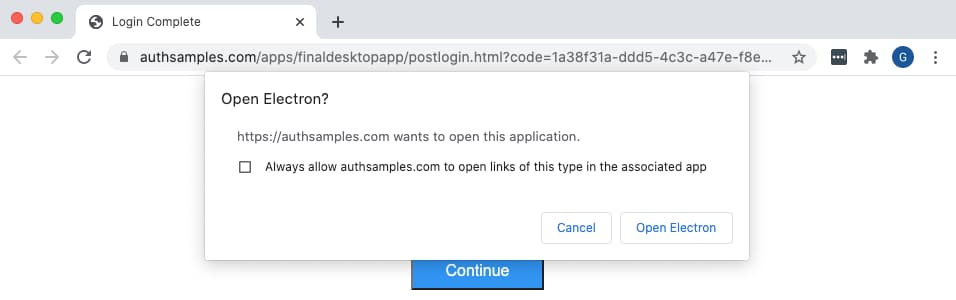 Login Complete
authsamples.com/apps/finaldesktopapp/postlogin.html?code=1a38f31a-ddd5-4c3c-a47e-f8e...
G
Open Electron?
https://authsamples.com wants to open this application.
Always allow authsamples.com to open links of this type in the associated app
Cancel
Open Electron
Continue